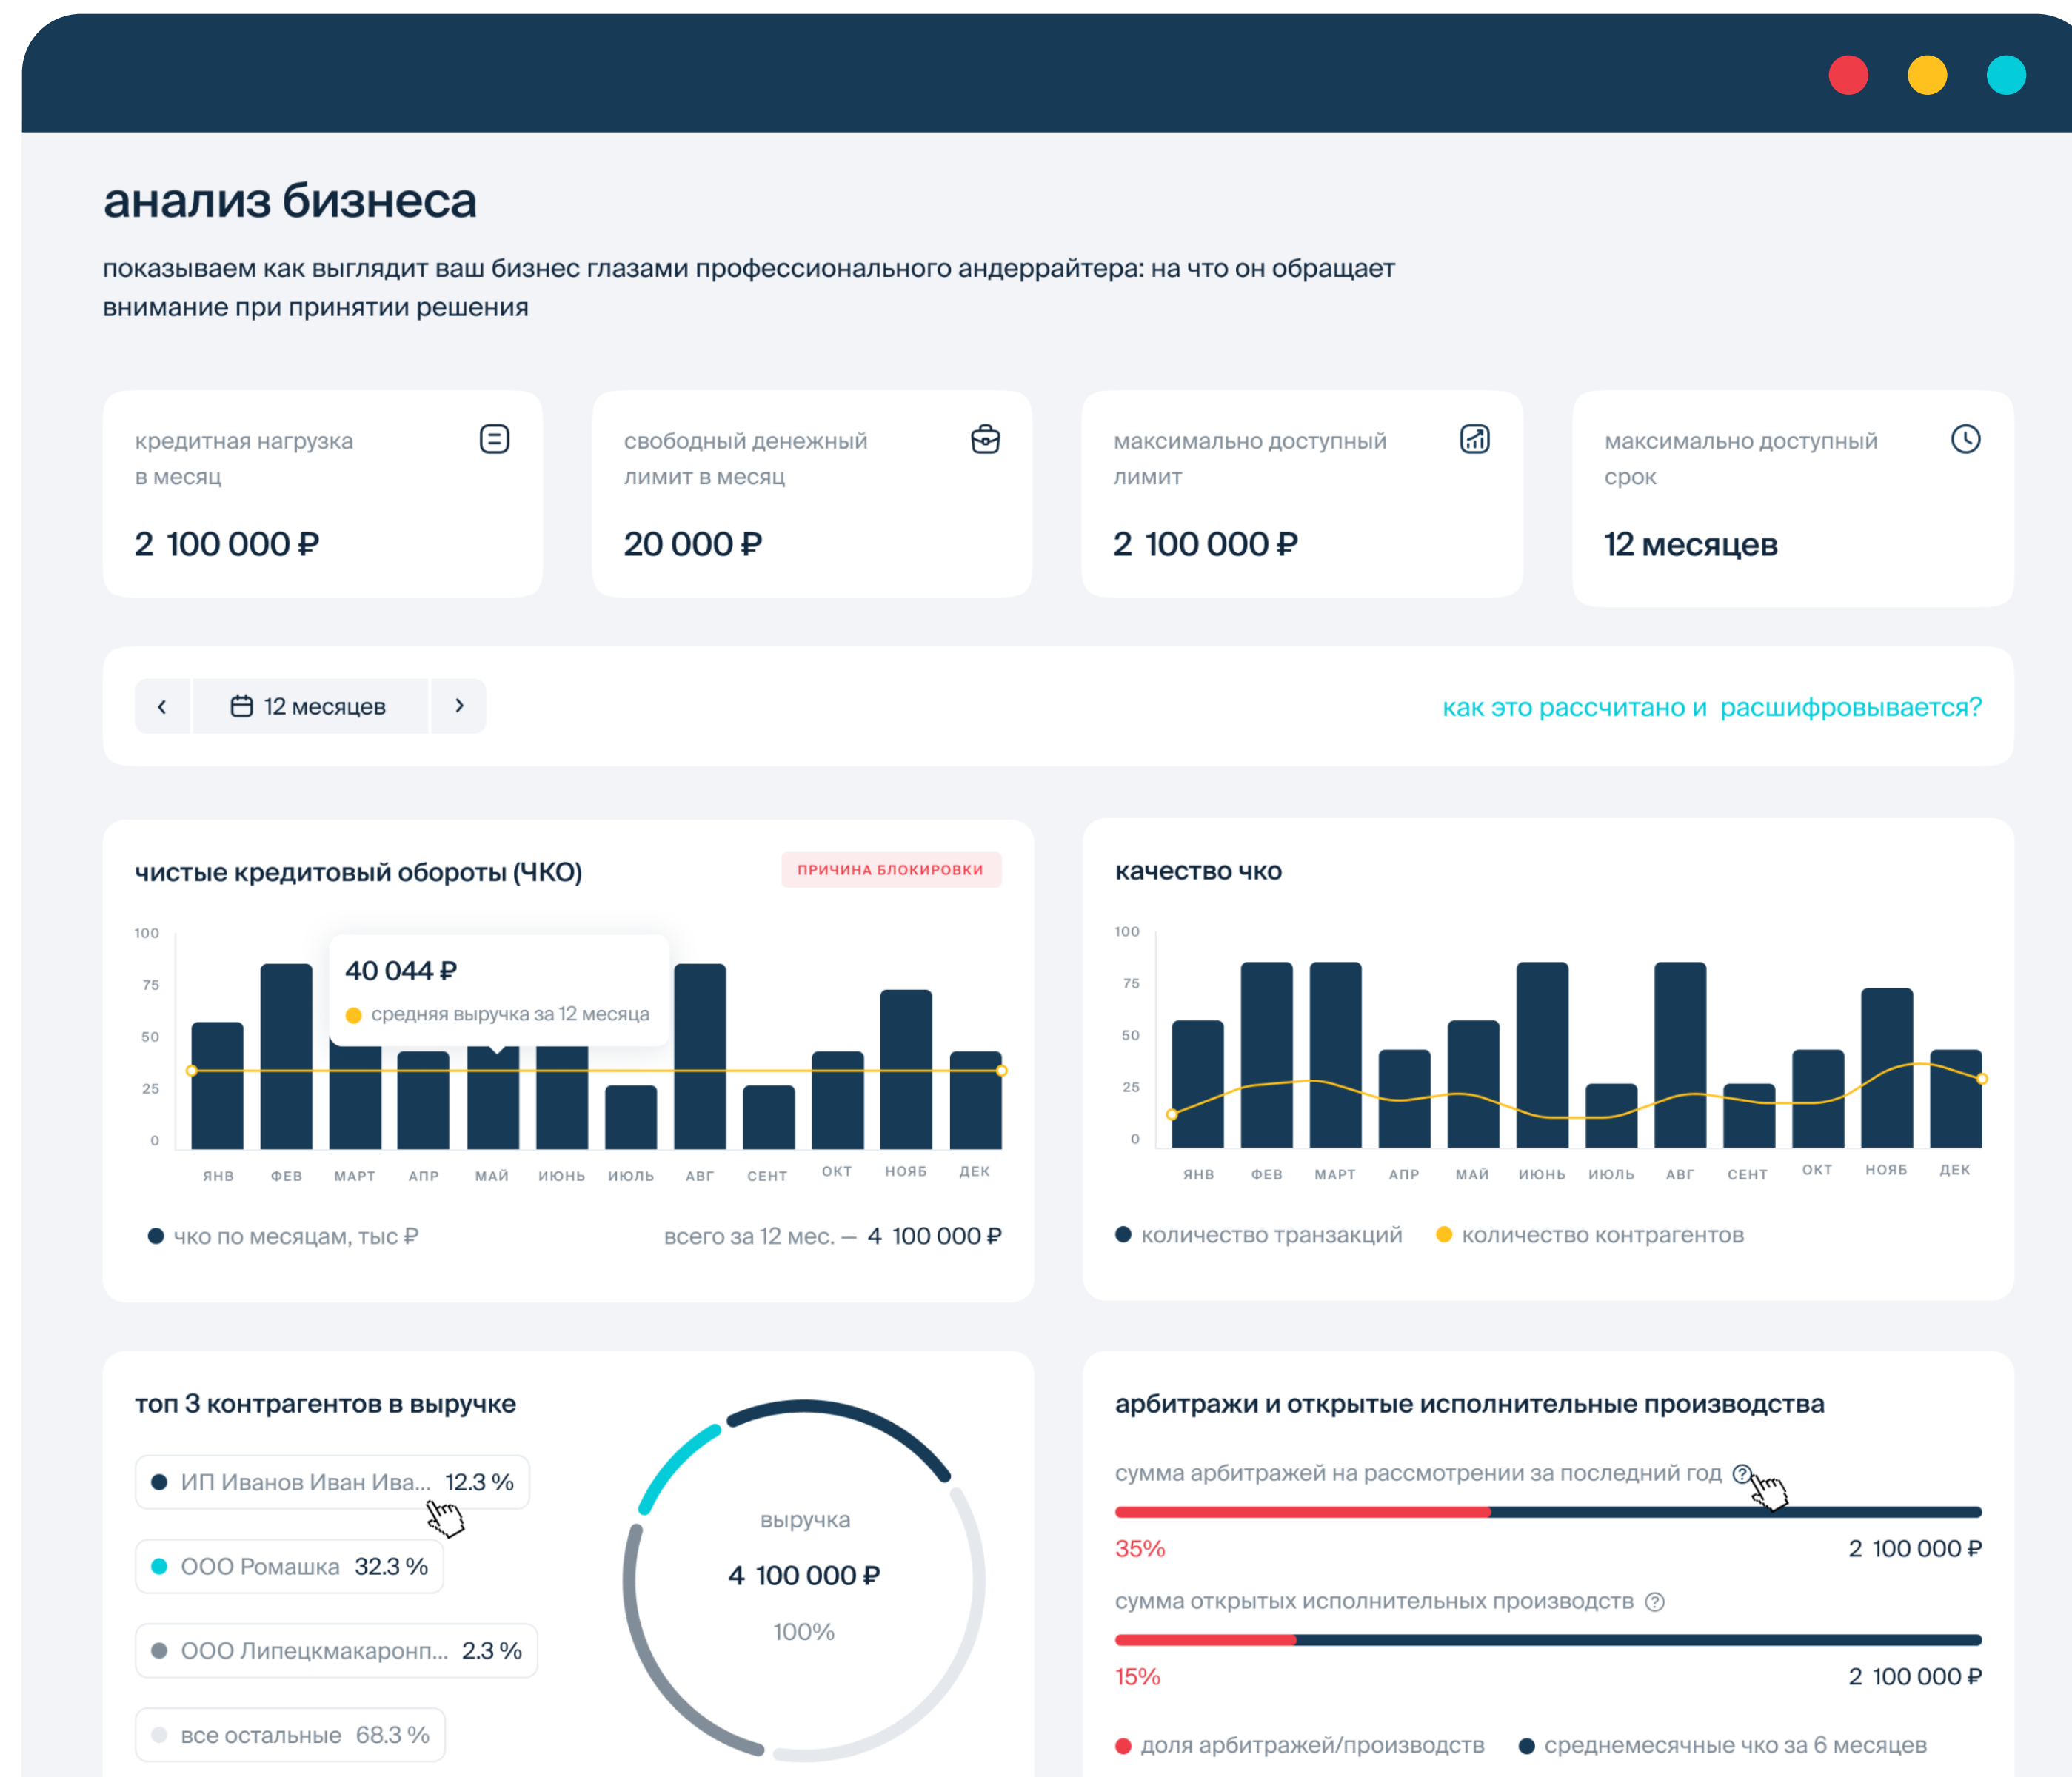 анализ бизнеса
показываем как выглядит ваш бизнес глазами профессионального андеррайтера: на что он обращает
внимание при принятии решения
кредитная нагрузка
в месяц
2 100 000 ₽
свободный денежный
лимит в месяц
20 000 ₽
максимально доступный
лимит
2 100 000 ₽
максимально доступный
срок
12 месяцев
12 месяцев
как это рассчитано и расшифровывается?
чистые кредитовый обороты (ЧКО)
ПРИЧИНА БЛОКИРОВКИ
40 044 ₽
средняя выручка за 12 месяца
100
75
50
25
0
ЯНВ ФЕВ МАРТ АПР МАЙ ИЮНЬ ИЮЛЬ АВГ СЕНТ ОКТ НОЯБ ДЕК
чко по месяцам, тыс ₽
всего за 12 мес. — 4 100 000 ₽
качество чко
100
75
50
25
0
ЯНВ ФЕВ МАРТ АПР МАЙ ИЮНЬ ИЮЛЬ АВГ СЕНТ ОКТ НОЯБ ДЕК
количество транзакций
количество контрагентов
топ 3 контрагентов в выручке
ИП Иванов Иван Ива... 12.3 %
ООО Ромашка 32.3 %
ООО Липецкмакаронп... 2.3 %
все остальные 68.3 %
выручка
4 100 000 ₽
100%
арбитражи и открытые исполнительные производства
сумма арбитражей на рассмотрении за последний год ?
35% 2 100 000 ₽
сумма открытых исполнительных производств ?
15% 2 100 000 ₽
доля арбитражей/производств
среднемесячные чко за 6 месяцев